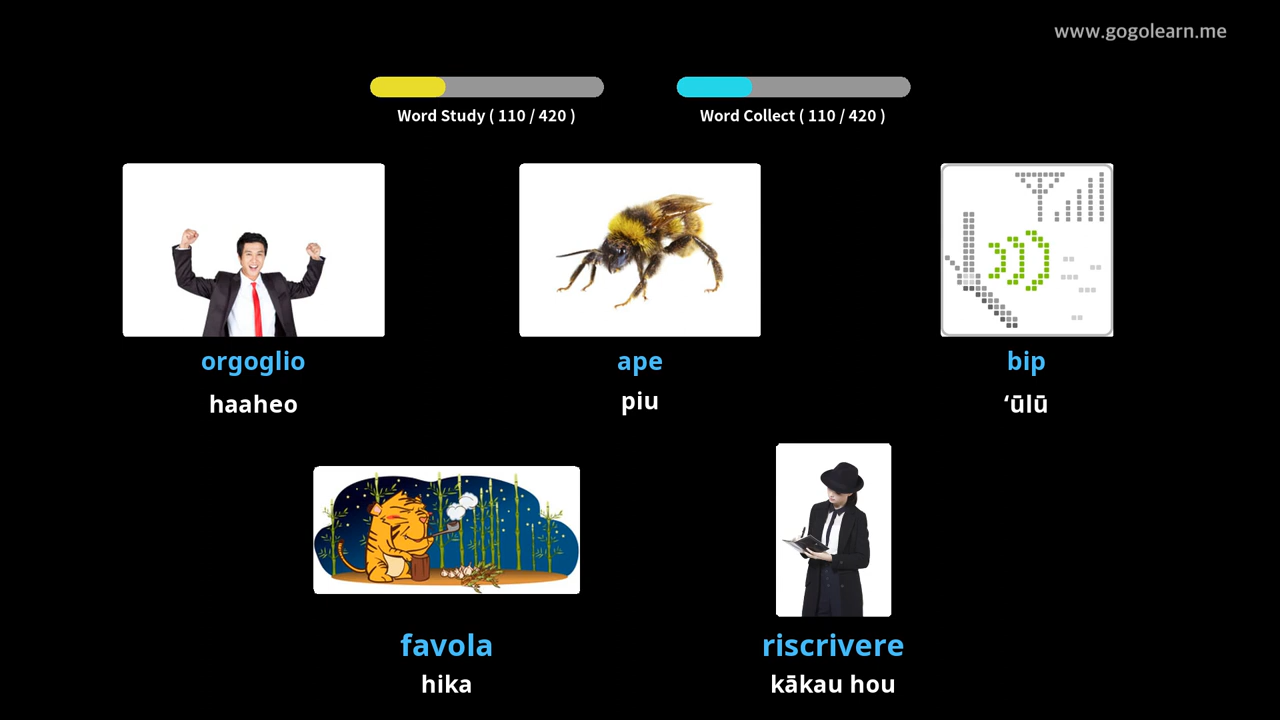 www.gogolearn.me
Word Study ( 110 / 420 )
Word Collect ( 110 / 420 )
orgoglio
haaheo
ape
piu
bip
ʻūlū
favola
hika
riscrivere
kākau hou